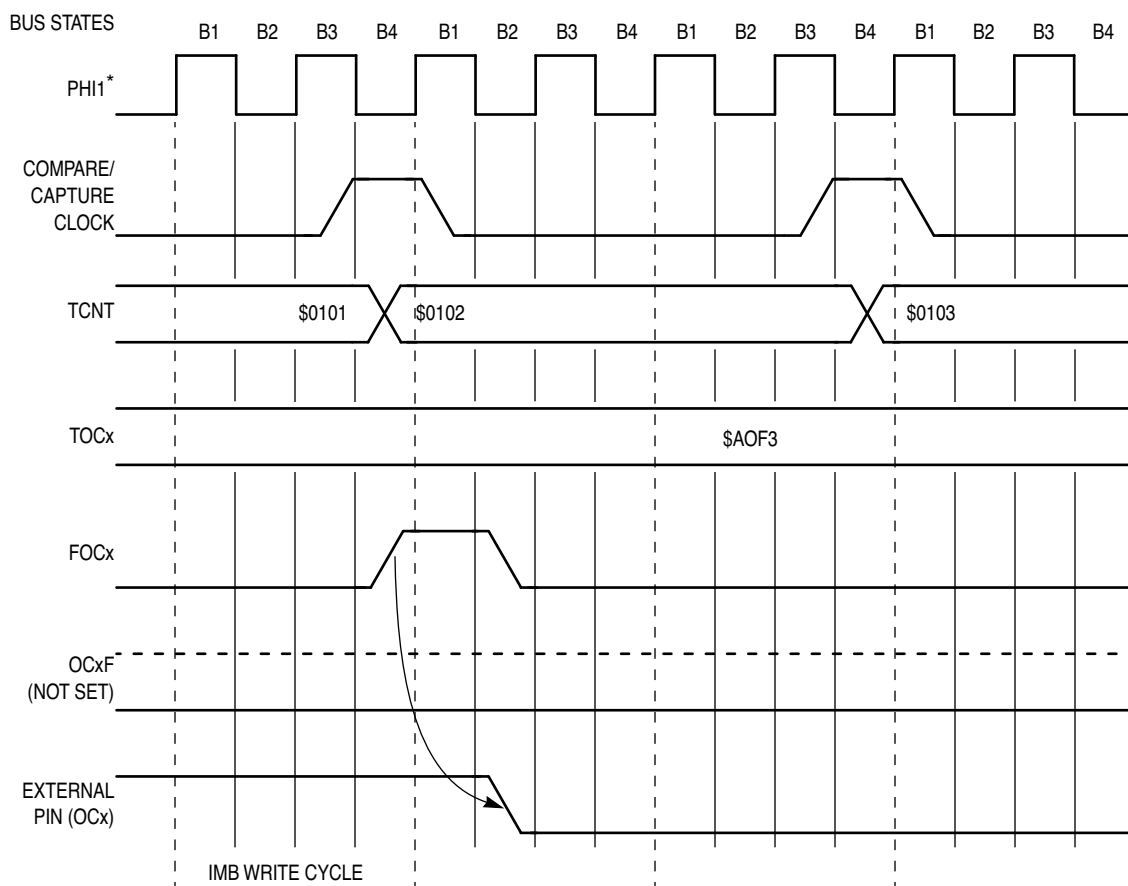 BUS STATES
B1 B2 B3 B4 B1 B2 B3 B4 B1 B2 B3 B4 B1 B2 B3 B4
PHI1*
COMPARE/
CAPTURE
CLOCK
TCNT
$0101
$0102
$0103
TOCx
$AOF3
FOCx
OCxF
(NOT SET)
EXTERNAL
PIN (OCx)
IMB WRITE CYCLE